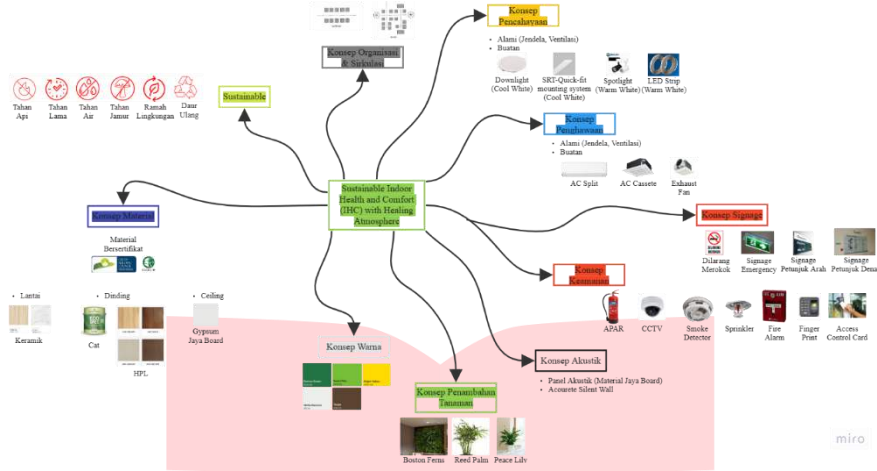 Konsep Organisasi
& Sirkulasi
Konsep
Pencahayaan
• Alami (Jendela, Ventilasi)
• Buatan
Downlight
(Cool White)
SRT-Quick-fit
mounting system
(Cool White)
Spotlight
(Warm White)
LED Strip
(Warm White)
Sustainable
Tahan
Api
Tahan
Lama
Tahan
Air
Tahan
Jamur
Ramah
Lingkungan
Daur
Ulang
Konsep
Penghawaan
• Alami (Jendela, Ventilasi)
• Buatan
AC Split
AC Cassete
Exhaust
Fan
Sustainable Indoor
Health and Comfort
(IHC) with Healing
Atmosphere
Konsep Material
Material
Bersertifikat
• Lantai
• Dinding
• Ceiling
Keramik
Cat
HPL
Gypsum
Jaya Board
Konsep Signage
Dilarang
Merokok
Signage
Emergency
Signage
Petunjuk Arah
Signage
Petunjuk Dena
Konsep
Keamanan
APAR
CCTV
Smoke
Detector
Sprinkler
Fire
Alarm
Finger
Print
Access
Control Card
Konsep Warna
Konsep Akustik
• Panel Akustik (Material Jaya Board)
• Accurete Silent Wall
Konsep Penambahan
Tanaman
Boston Ferns
Reed Palm
Peace Lily
miro